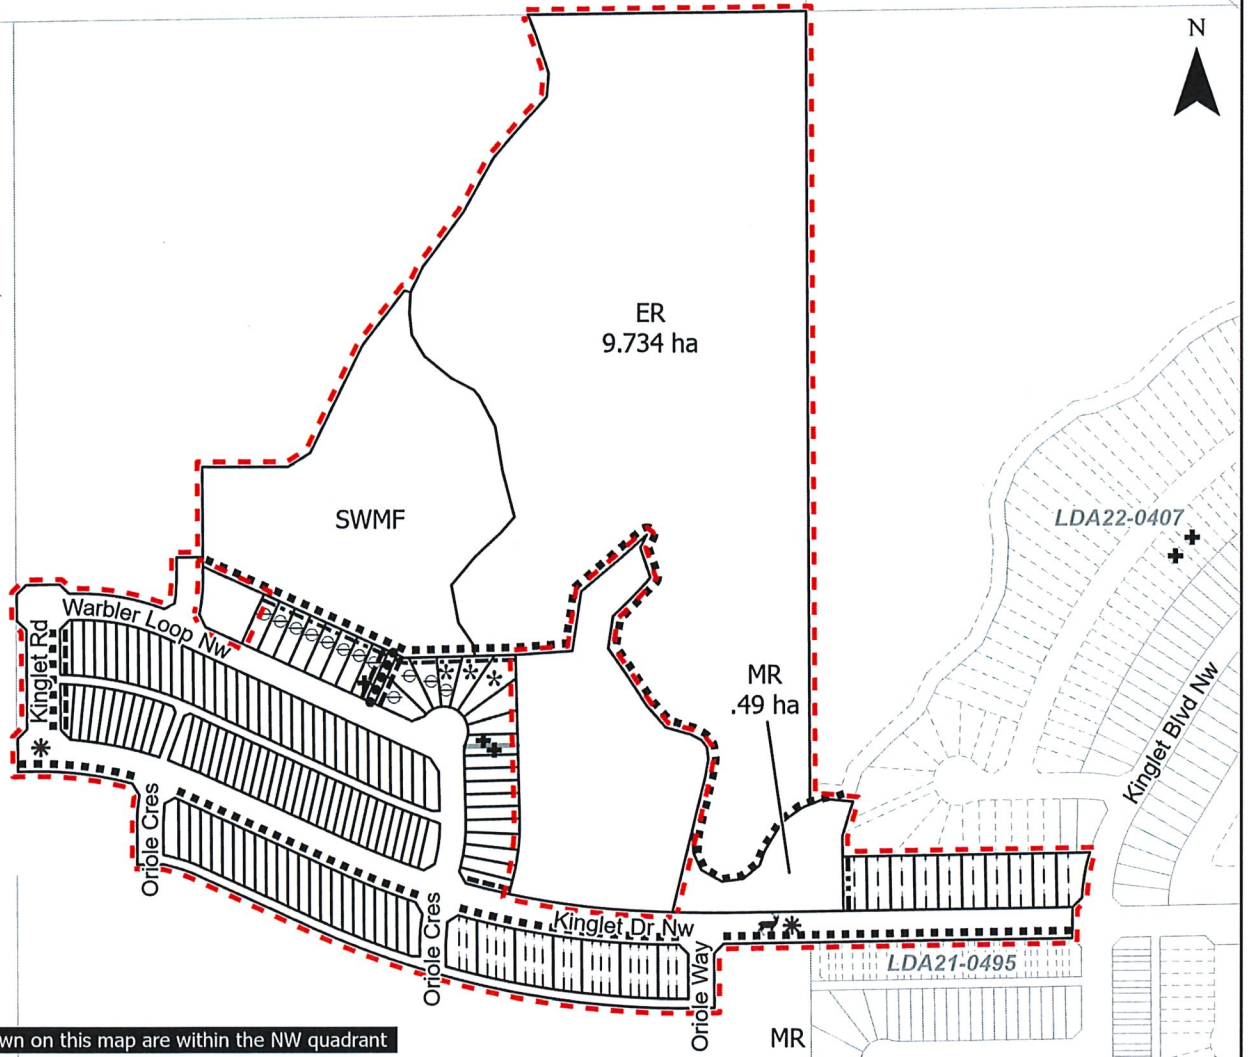 N
ER
9.734 ha
LDA22-0407
SWMF
Warbler Loop Nw
Kinglet Rd
MR
.49 ha
Kinglet Blvd Nw
Oriole Cres
Oriole Cres
Kinglet Dr Nw
Oriole Way
LDA21-0495
MR
wn on this map are within the NW quadrant